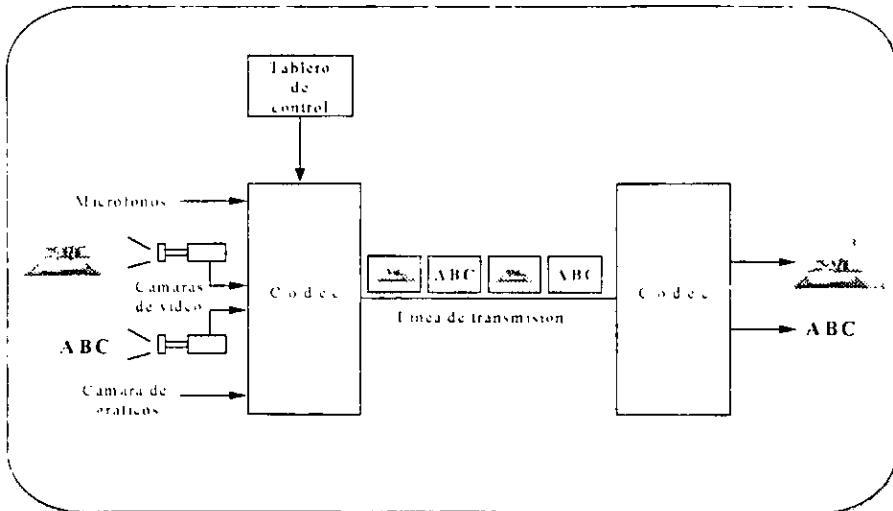 Tablero
de
control
Micrófonos
Cámaras
de video
ABC
Cámara de
gráficos
Codec
ABC
ABC
Línea de transmisión
Codec
ABC